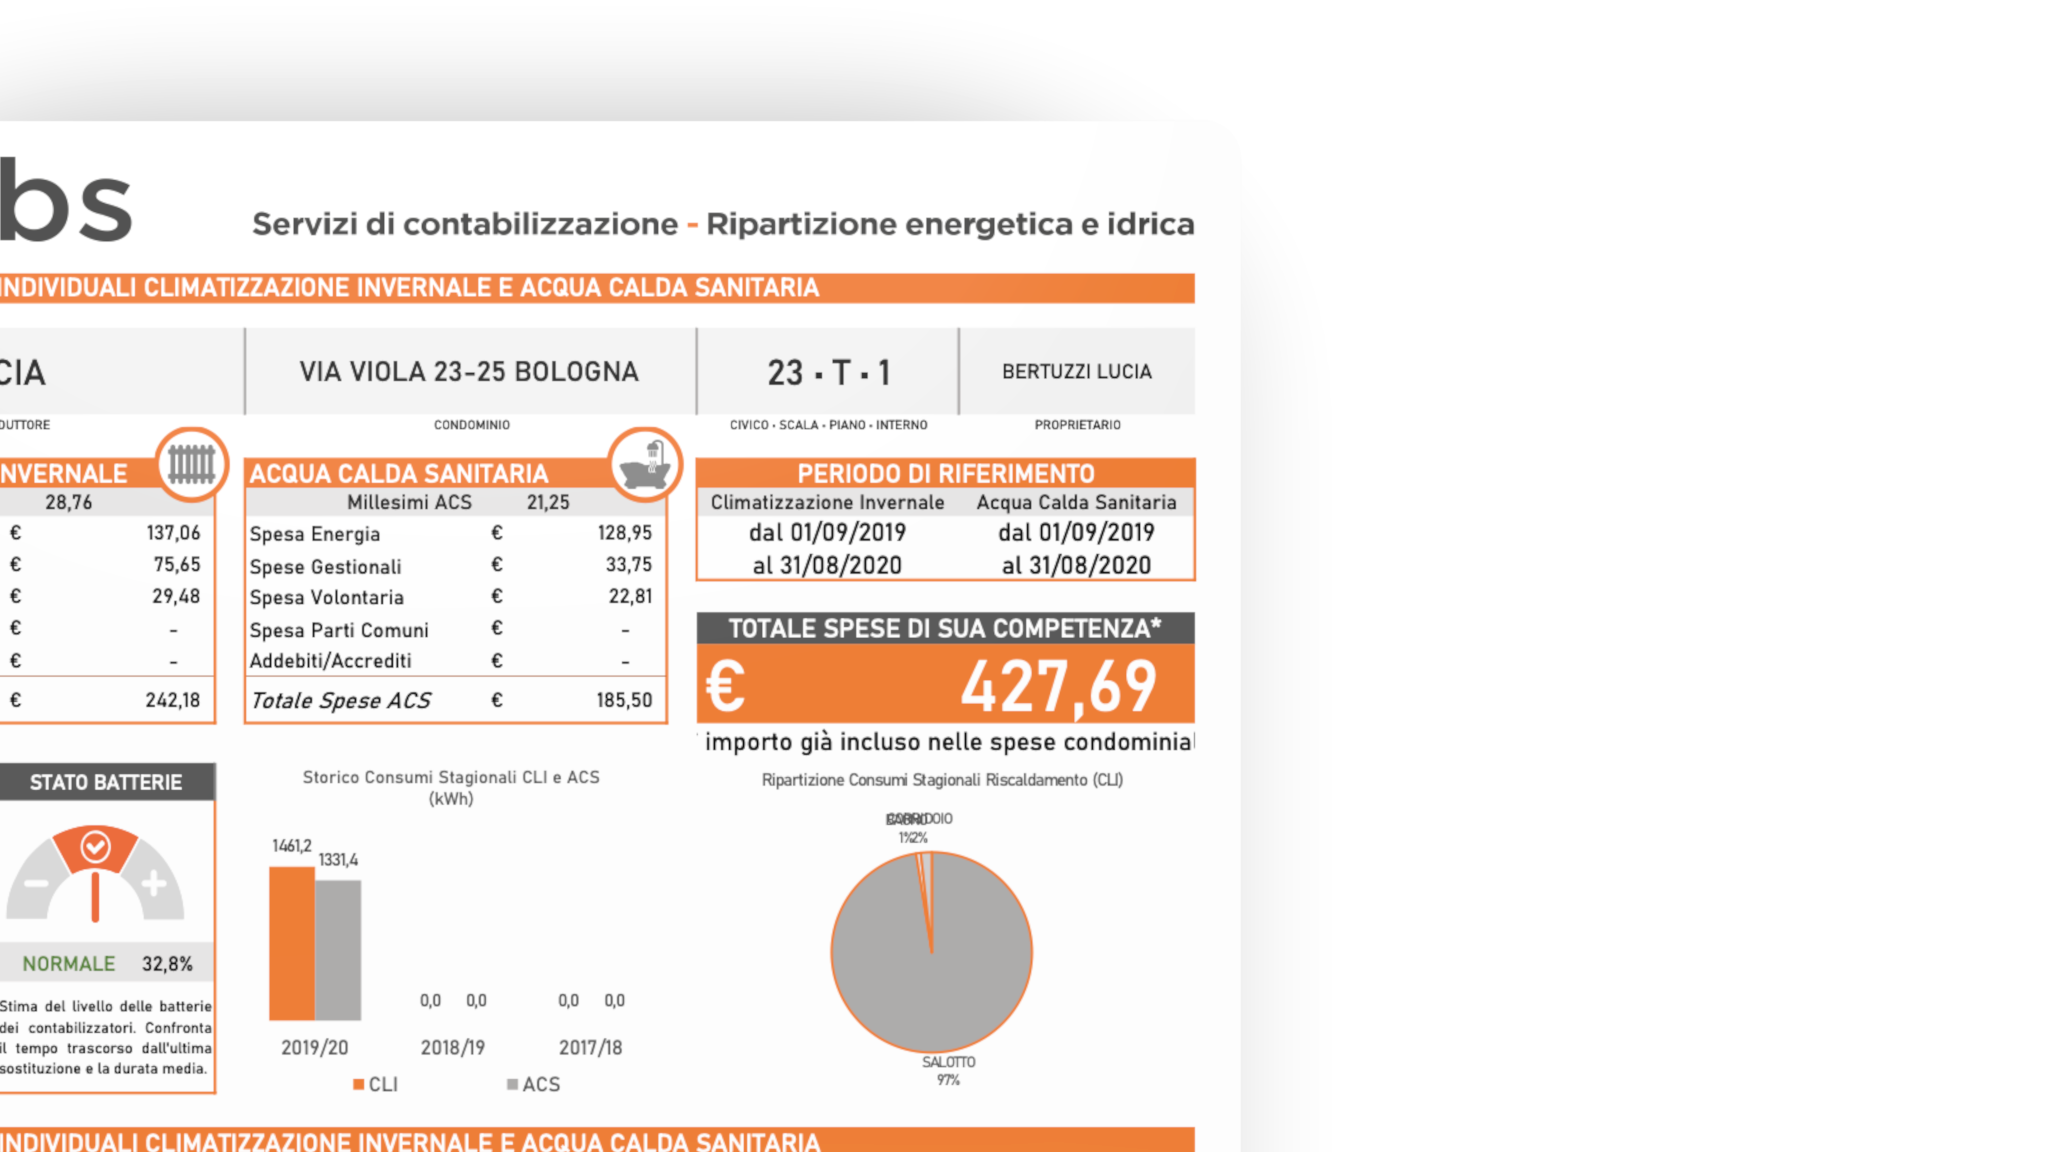 bs
Servizi di contabilizzazione - Ripartizione energetica e idrica
INDIVIDUALI CLIMATIZZAZIONE INVERNALE E ACQUA CALDA SANITARIA
CIA
VIA VIOLA 23-25 BOLOGNA
23 · T · 1
BERTUZZI LUCIA
DUTTORE
CONDOMINIO
CIVICO · SCALA · PIANO · INTERNO
PROPRIETARIO
NVERNALE
28,76
€ 137,06
€ 75,65
€ 29,48
€ -
€ -
€ 242,18
ACQUA CALDA SANITARIA
Millesimi ACS 21,25
Spesa Energia € 128,95
Spese Gestionali € 33,75
Spesa Volontaria € 22,81
Spesa Parti Comuni € -
Addebiti/Accrediti € -
Totale Spese ACS € 185,50
PERIODO DI RIFERIMENTO
Climatizzazione Invernale Acqua Calda Sanitaria
dal 01/09/2019 dal 01/09/2019
al 31/08/2020 al 31/08/2020
TOTALE SPESE DI SUA COMPETENZA*
€ 427,69
importo già incluso nelle spese condominial
STATO BATTERIE
NORMALE 32,8%
Stima del livello delle batterie
dei contabilizzatori. Confronta
il tempo trascorso dall'ultima
sostituzione e la durata media.
Storico Consumi Stagionali CLI e ACS
(kWh)
1461,2
1331,4
0,0 0,0 0,0 0,0
2019/20 2018/19 2017/18
CLI ACS
Ripartizione Consumi Stagionali Riscaldamento (CLI)
CORRIDOIO
1% 2%
SALOTTO
97%
INDIVIDUALI CLIMATIZZAZIONE INVERNALE E ACQUA CALDA SANITARIA